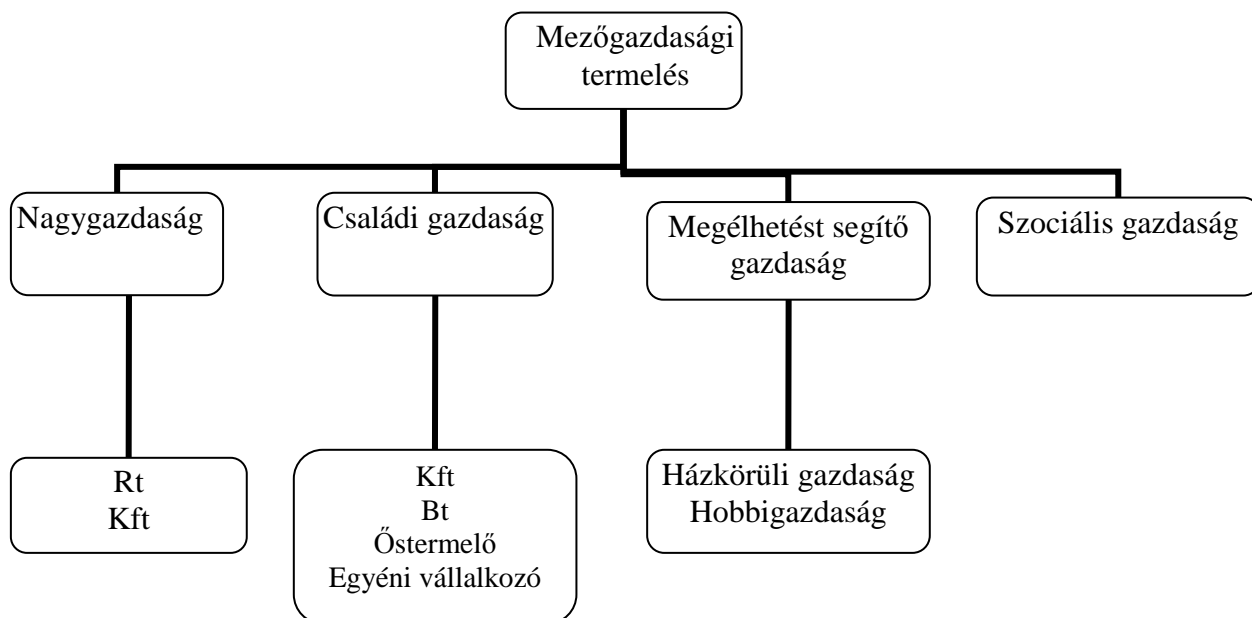 Mezőgazdasági
termelés
Nagygazdaság
Családi gazdaság
Megélhetést segítő
gazdaság
Szociális gazdaság
Rt
Kft
Kft
Bt
Őstermelő
Egyéni vállalkozó
Házkörüli gazdaság
Hobbigazdaság